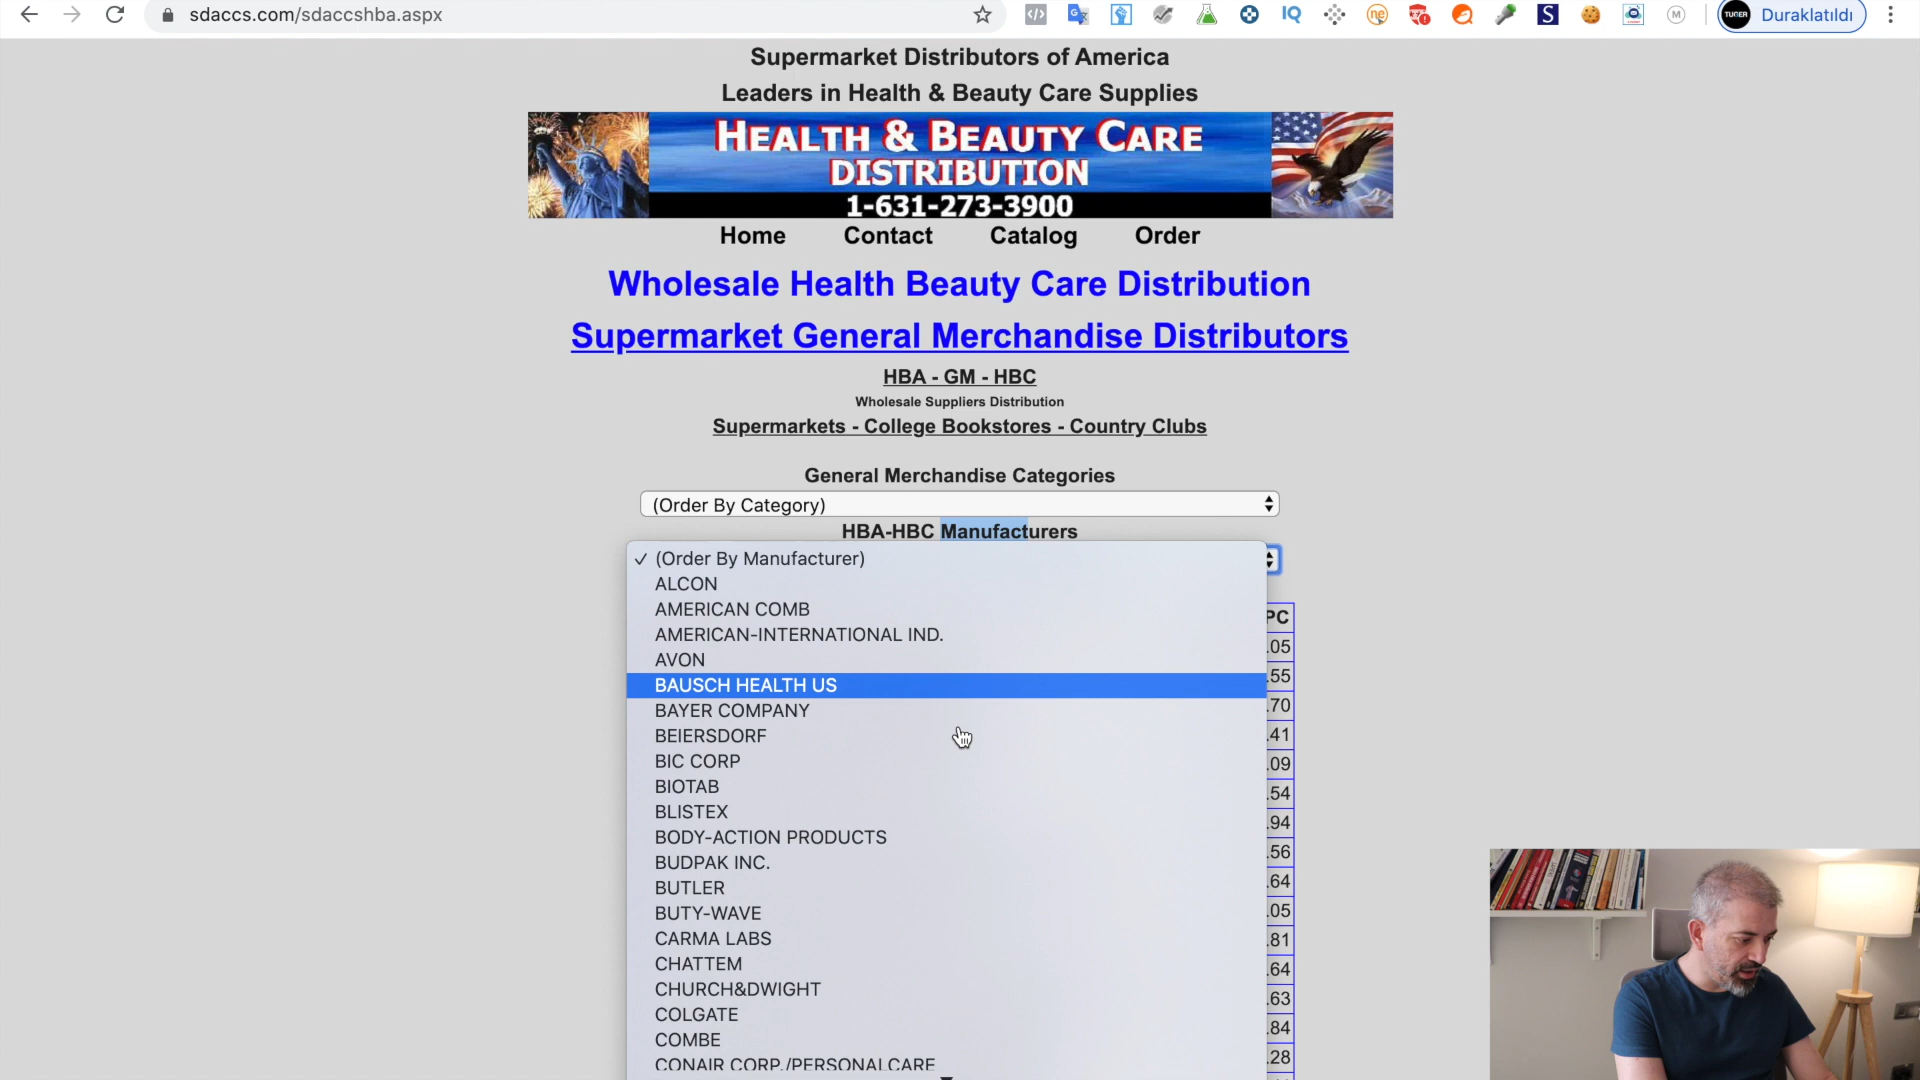 sdaccs.com/sdaccshba.aspx
TUGER Duraklatıldı
Supermarket Distributors of America
Leaders in Health & Beauty Care Supplies
HEALTH & BEAUTY CARE
DISTRIBUTION
1-631-273-3900
Home Contact Catalog Order
Wholesale Health Beauty Care Distribution
Supermarket General Merchandise Distributors
HBA - GM - HBC
Wholesale Suppliers Distribution
Supermarkets - College Bookstores - Country Clubs
General Merchandise Categories
(Order By Category)
HBA-HBC Manufacturers
✓ (Order By Manufacturer)
ALCON
AMERICAN COMB
AMERICAN-INTERNATIONAL IND.
AVON
BAUSCH HEALTH US
BAYER COMPANY
BEIERSDORF
BIC CORP
BIOTAB
BLISTEX
BODY-ACTION PRODUCTS
BUDPAK INC.
BUTLER
BUTY-WAVE
CARMA LABS
CHATTEM
CHURCH&DWIGHT
COLGATE
COMBE
CONAIR CORP./PERSONALCARE
PC
.05
.55
.70
.41
.09
.54
.94
.56
.64
.05
.81
.64
.63
.84
.28